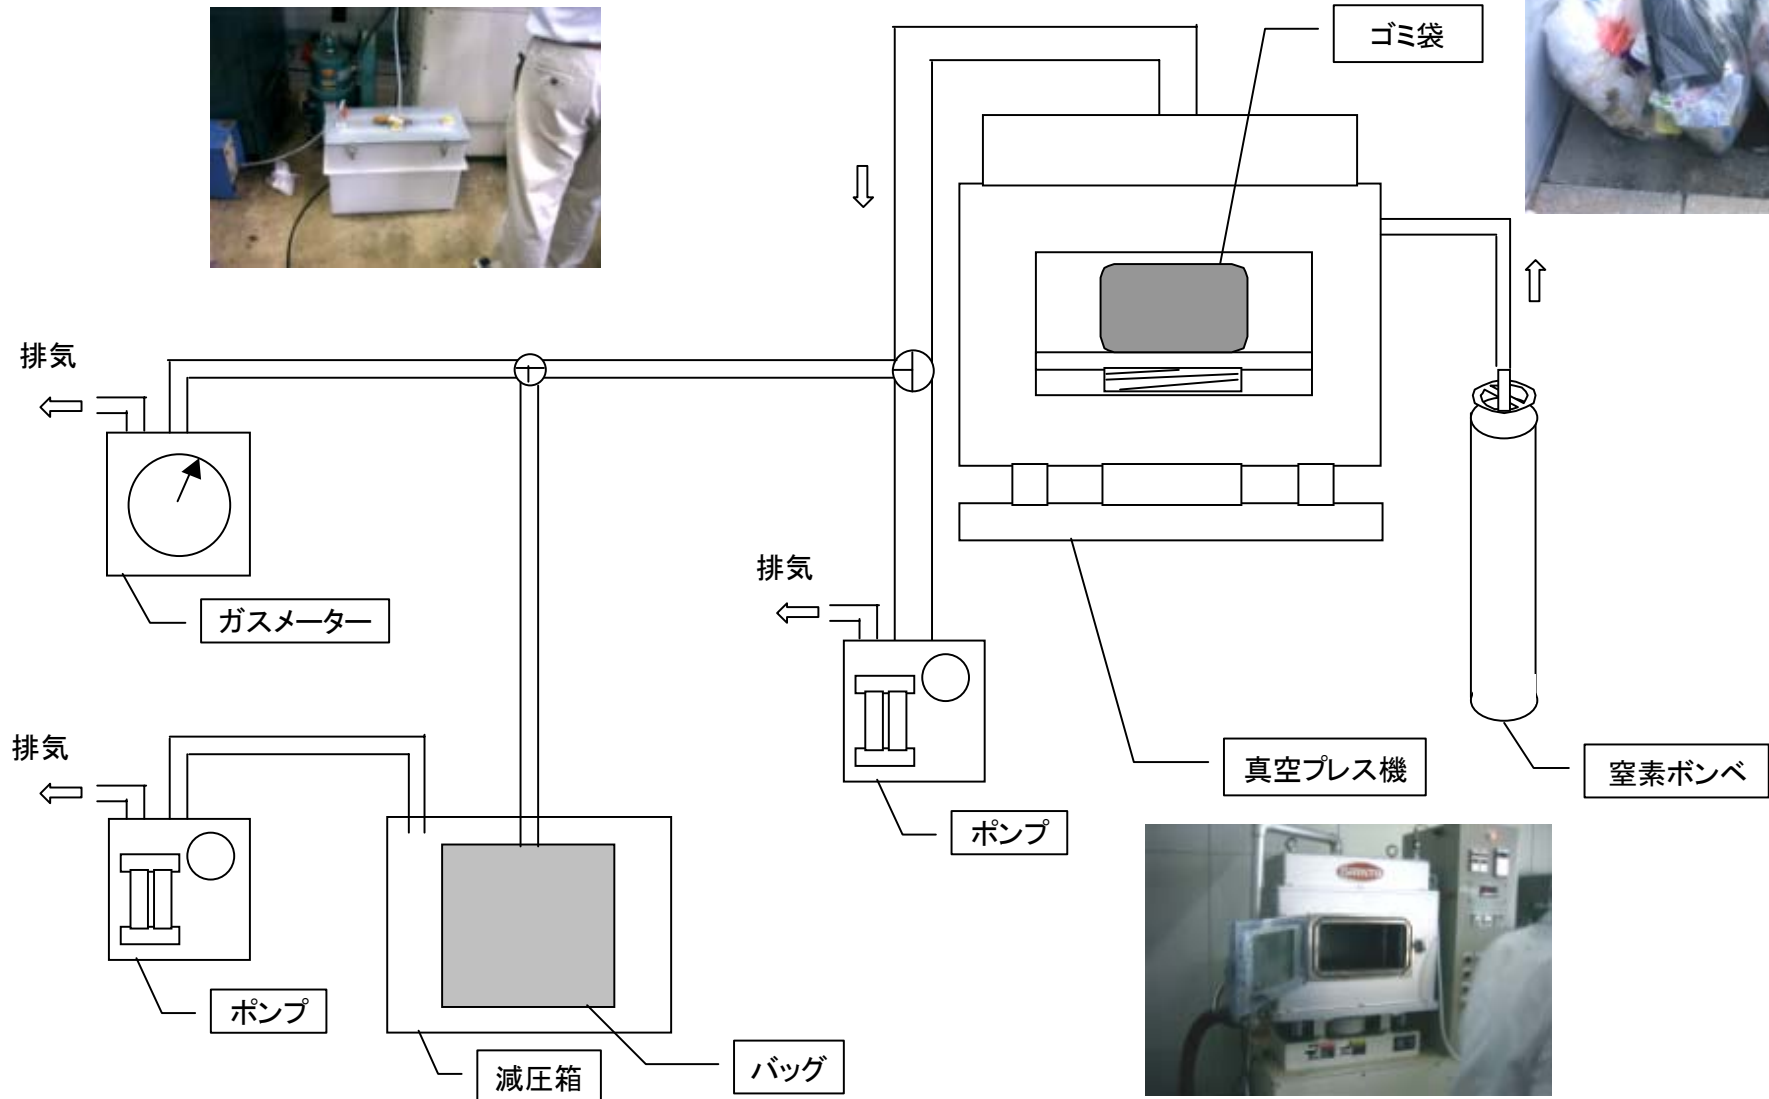 ゴミ袋
排気
ガスメーター
排気
排気
真空プレス機
窒素ボンベ
ポンプ
ポンプ
減圧箱
バッグ